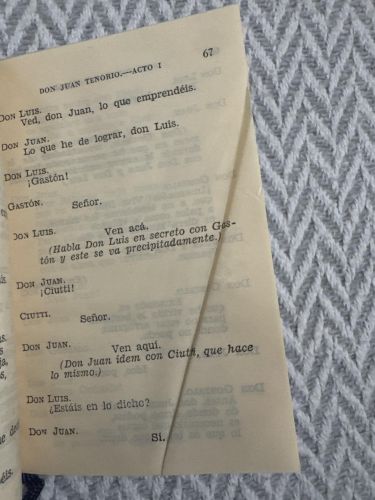 DON JUAN TENORIO.—ACTO I
67
DON LUIS.
Ved, don Juan, lo que emprendéis.
DON JUAN.
Lo que he de lograr, don Luis.
DON LUIS.
¡Gastón!
GASTÓN. Señor.
DON LUIS. Ven acá.
(Habla Don Luis en secreto con Gas-
tón y este se va precipitadamente.)
DON JUAN.
¡Ciutti!
CIUTTI. Señor.
DON JUAN. Ven aquí.
(Don Juan idem con Ciutti, que hace
lo mismo.)
DON LUIS.
¿Estáis en lo dicho?
DON JUAN. Sí.